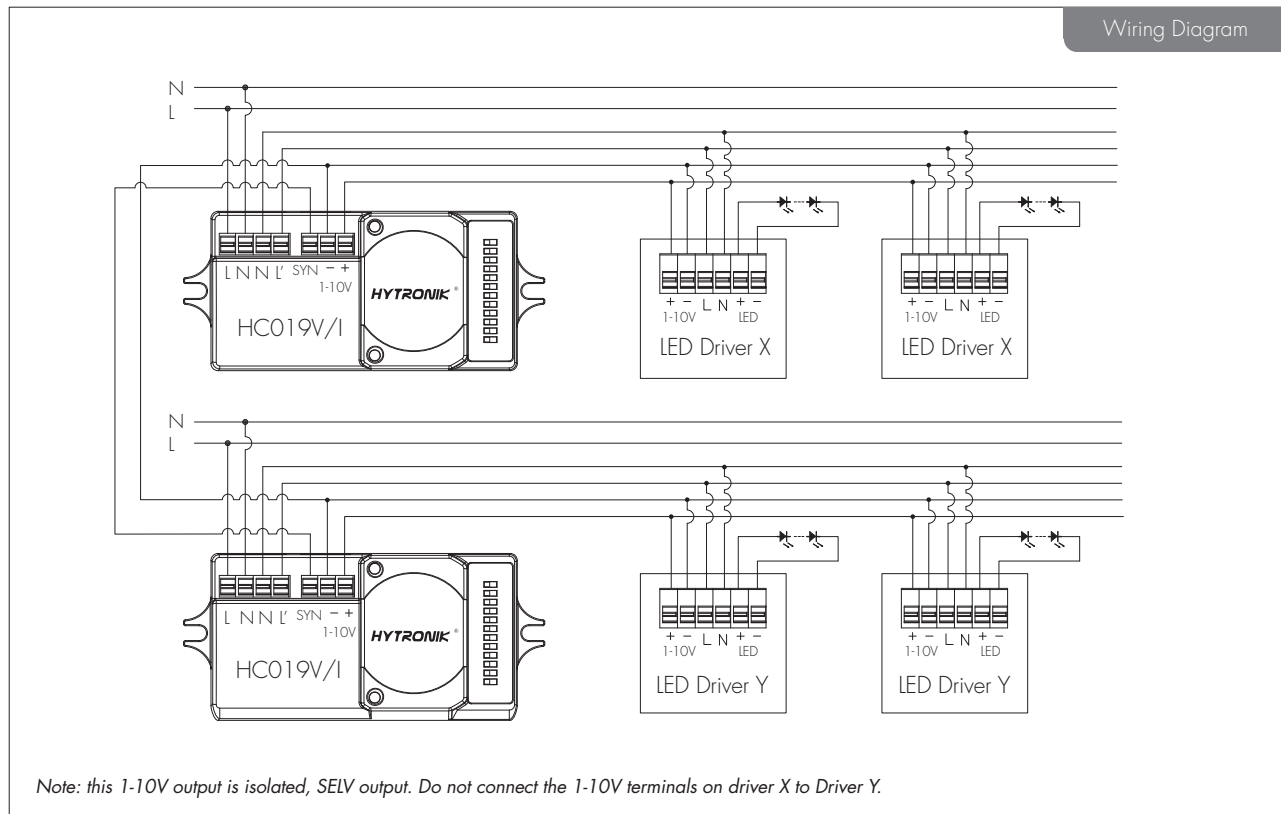 Wiring Diagram
N
L
L N N L' SYN − +
1-10V
HYTRONIK ®
HC019V/I
+ − L N + −
1-10V LED
LED Driver X
+ − L N + −
1-10V LED
LED Driver X
N
L
L N N L' SYN − +
1-10V
HYTRONIK ®
HC019V/I
+ − L N + −
1-10V LED
LED Driver Y
+ − L N + −
1-10V LED
LED Driver Y
Note: this 1-10V output is isolated, SELV output. Do not connect the 1-10V terminals on driver X to Driver Y.